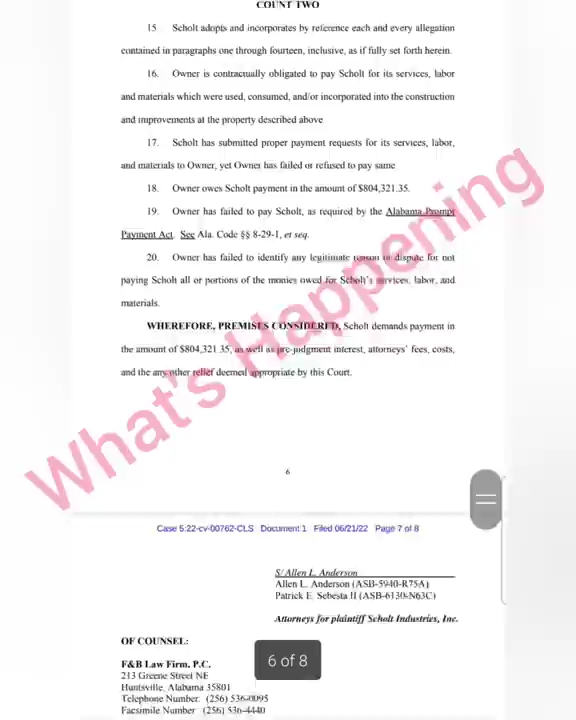 COUNT TWO
15. Scholt adopts and incorporates by reference each and every allegation
contained in paragraphs one through fourteen, inclusive, as if fully set forth herein.
16. Owner is contractually obligated to pay Scholt for its services, labor
and materials which were used, consumed, and/or incorporated into the construction
and improvements at the property described above
17. Scholt has submitted proper payment requests for its services, labor,
and materials to Owner, yet Owner has failed or refused to pay same
18. Owner owes Scholt payment in the amount of $804,321.35.
19. Owner has failed to pay Scholt, as required by the Alabama Prompt
Payment Act. See Ala. Code §§ 8-29-1, et seq.
20. Owner has failed to identify any legitimate reason or dispute for not
paying Scholt all or portions of the monies owed for Scholt's services, labor, and
materials.
WHEREFORE, PREMISES CONSIDERED, Scholt demands payment in
the amount of $804,321.35, as well as pre-judgment interest, attorneys' fees, costs,
and the any other relief deemed appropriate by this Court.
What's Happening
6
Case 5:22-cv-00762-CLS Document 1 Filed 06/21/22 Page 7 of 8
S/ Allen L. Anderson
Allen L. Anderson (ASB-5940-R75A)
Patrick E. Sebesta II (ASB-6130-N63C)
Attorneys for plaintiff Scholt Industries, Inc.
OF COUNSEL:
6 of 8
F&B Law Firm, P.C.
213 Greene Street NE
Huntsville, Alabama 35801
Telephone Number: (256) 536-0095
Facsimile Number (256) 536-4440